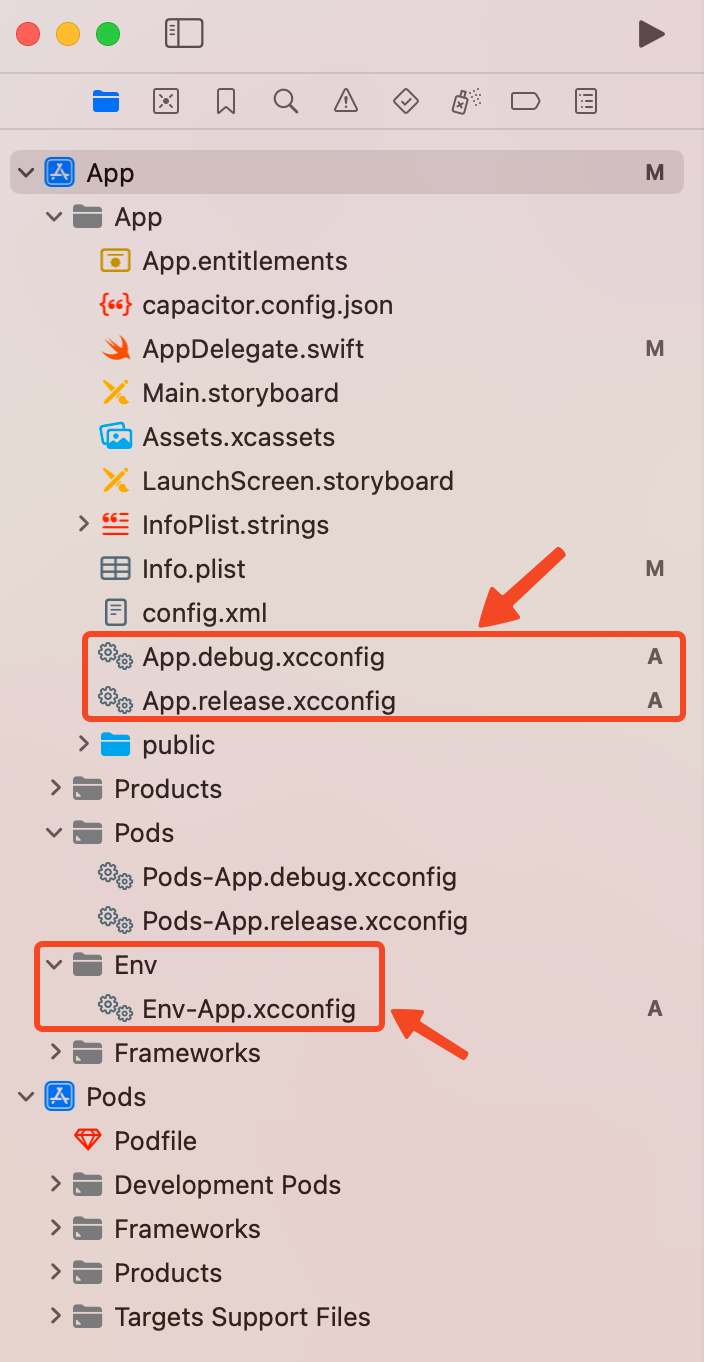 App M
App
App.entitlements
capacitor.config.json
AppDelegate.swift M
Main.storyboard
Assets.xcassets
LaunchScreen.storyboard
InfoPlist.strings
Info.plist M
config.xml
App.debug.xcconfig A
App.release.xcconfig A
public
Products
Pods
Pods-App.debug.xcconfig
Pods-App.release.xcconfig
Env
Env-App.xcconfig A
Frameworks
Pods
Podfile
Development Pods
Frameworks
Products
Targets Support Files